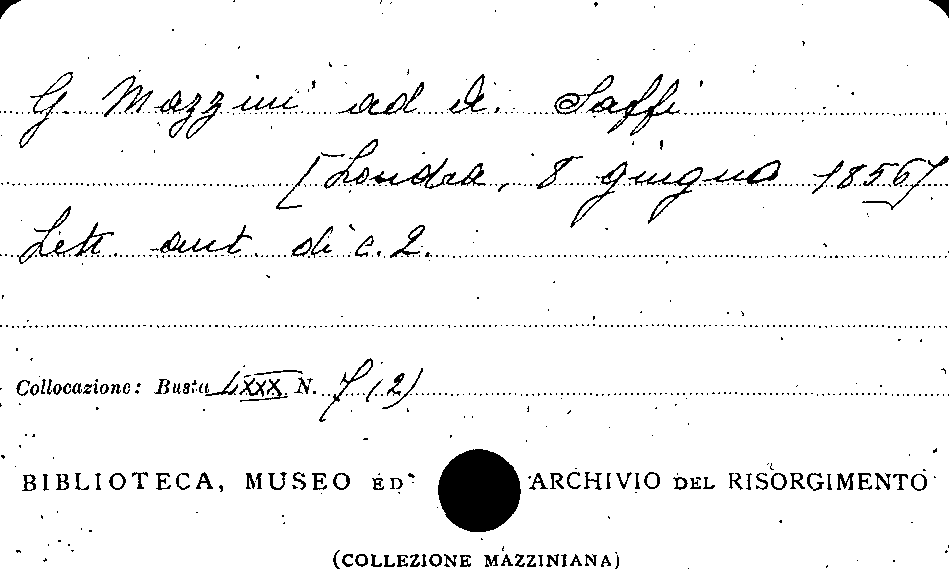 G. Mazzini ad A. Saffi
[Londra, 8 giugno 1856]
Lett. aut. di c. 2.
Collocazione: Busta LXXX N. 7 (2)
BIBLIOTECA, MUSEO ED ARCHIVIO DEL RISORGIMENTO
(COLLEZIONE MAZZINIANA)